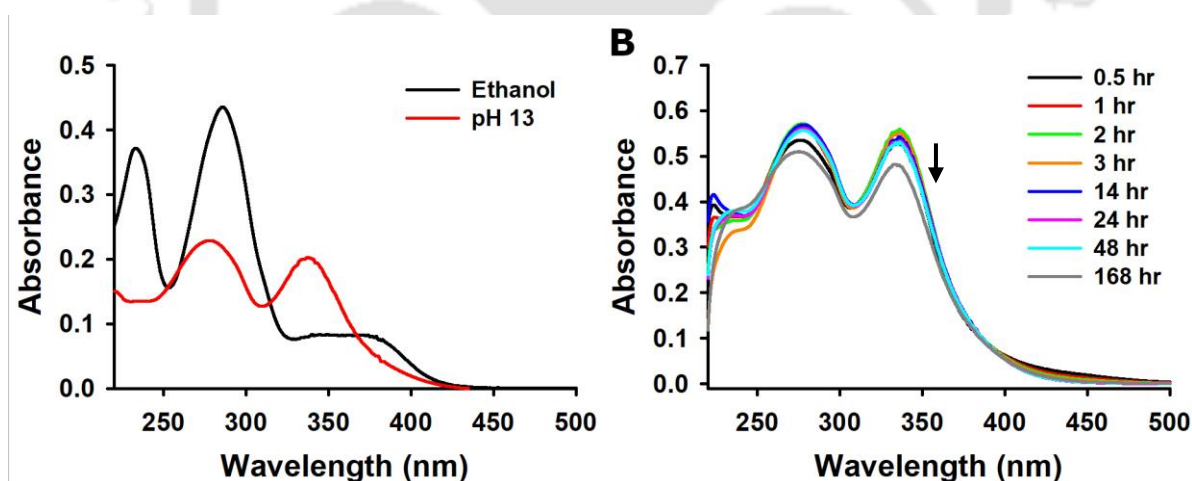 B
0.5
0.4
0.3
0.2
0.1
0.0
Absorbance
Ethanol
pH 13
250 300 350 400 450 500
Wavelength (nm)
0.7
0.6
0.5
0.4
0.3
0.2
0.1
0.0
Absorbance
0.5 hr
1 hr
2 hr
3 hr
14 hr
24 hr
48 hr
168 hr
250 300 350 400 450 500
Wavelength (nm)